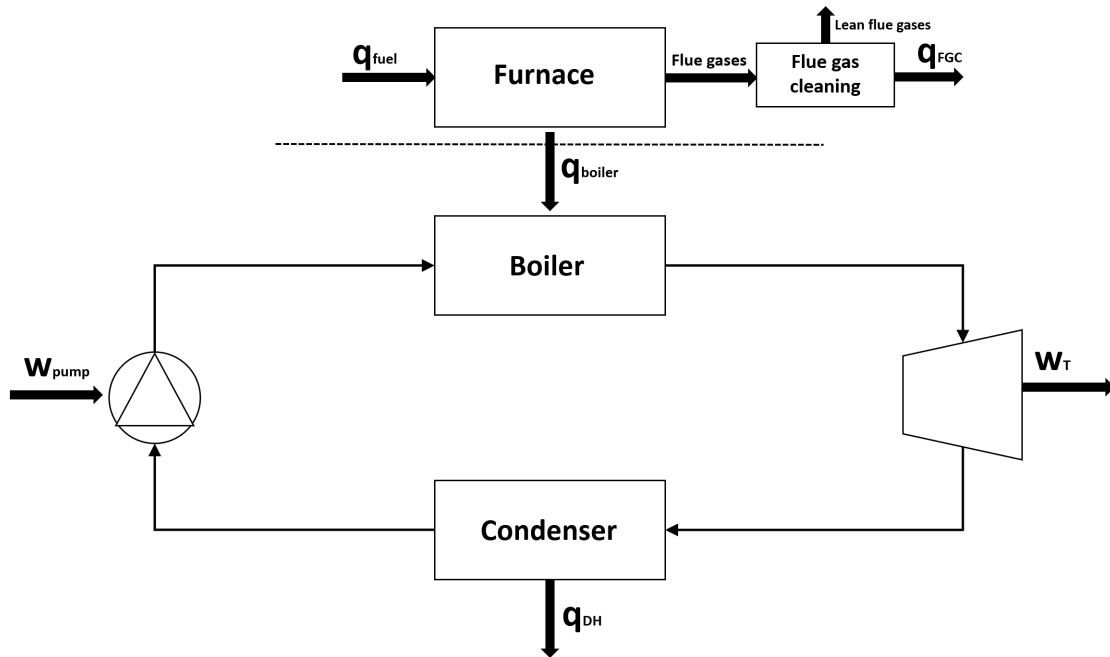 Lean flue gases
q fuel
Furnace
Flue gases
Flue gas
cleaning
q FGC
q boiler
Boiler
w pump
w T
Condenser
q DH